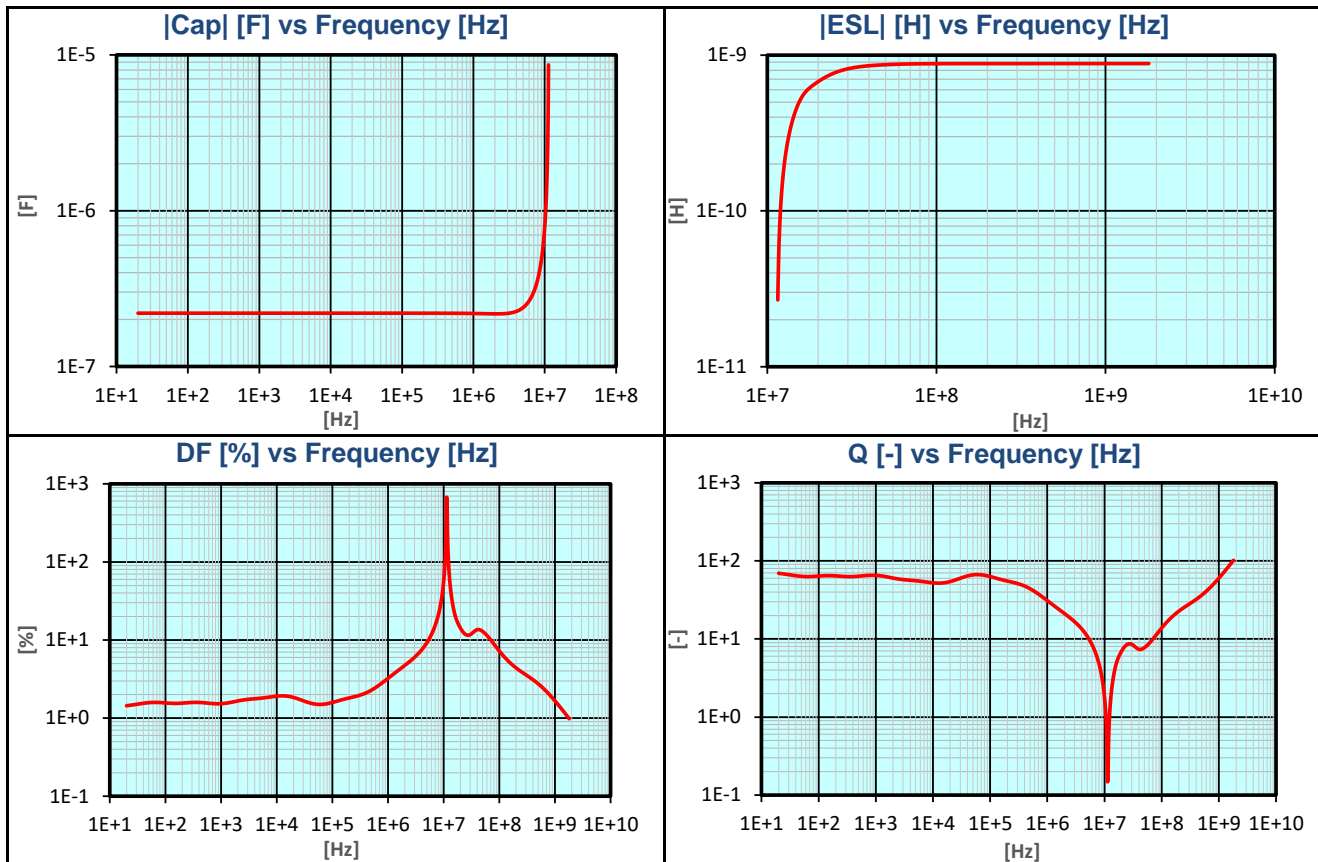 |Cap| [F] vs Frequency [Hz]
1E-5
1E-6
1E-7
[F]
1E+1 1E+2 1E+3 1E+4 1E+5 1E+6 1E+7 1E+8
[Hz]
|ESL| [H] vs Frequency [Hz]
1E-9
1E-10
1E-11
[H]
1E+7 1E+8 1E+9 1E+10
[Hz]
DF [%] vs Frequency [Hz]
1E+3
1E+2
1E+1
1E+0
1E-1
[%]
1E+1 1E+2 1E+3 1E+4 1E+5 1E+6 1E+7 1E+8 1E+9 1E+10
[Hz]
Q [-] vs Frequency [Hz]
1E+3
1E+2
1E+1
1E+0
1E-1
[-]
1E+1 1E+2 1E+3 1E+4 1E+5 1E+6 1E+7 1E+8 1E+9 1E+10
[Hz]